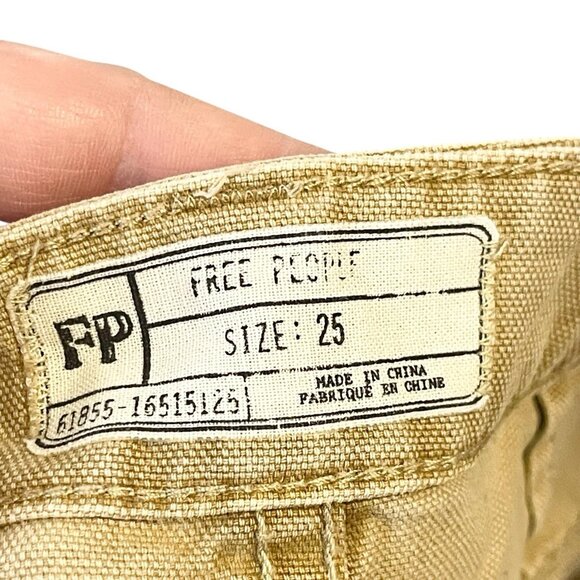 FP
FREE PEOPLE
SIZE: 25
61855-16515125
MADE IN CHINA
FABRIQUÉ EN CHINE